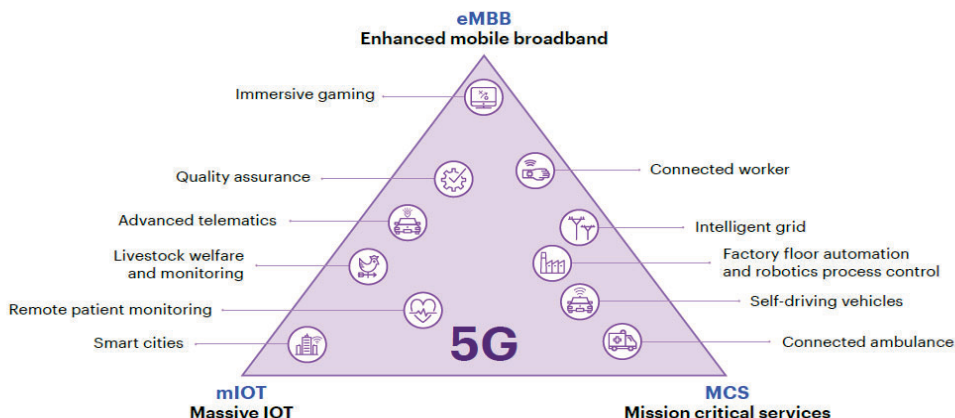 eMBB
Enhanced mobile broadband
Immersive gaming
Quality assurance
Connected worker
Advanced telematics
Intelligent grid
Livestock welfare
and monitoring
Factory floor automation
and robotics process control
Remote patient monitoring
Self-driving vehicles
Smart cities
5G
Connected ambulance
mIOT
Massive IOT
MCS
Mission critical services